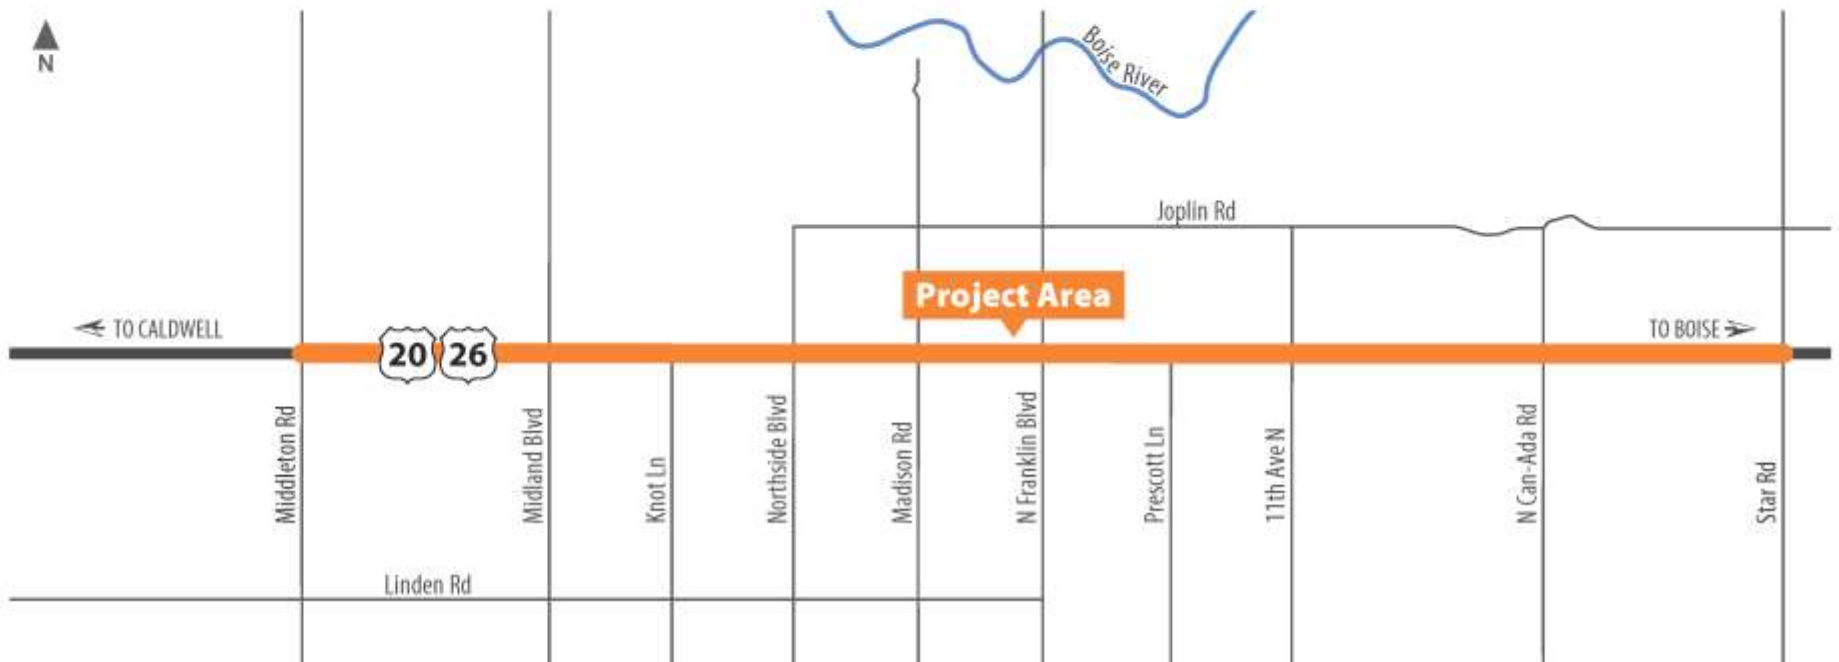 N
Boise River
Joplin Rd
Project Area
TO CALDWELL
20 26
TO BOISE
Middleton Rd
Midland Blvd
Knot Ln
Northside Blvd
Madison Rd
N Franklin Blvd
Prescott Ln
11th Ave N
N Can-Ada Rd
Star Rd
Linden Rd